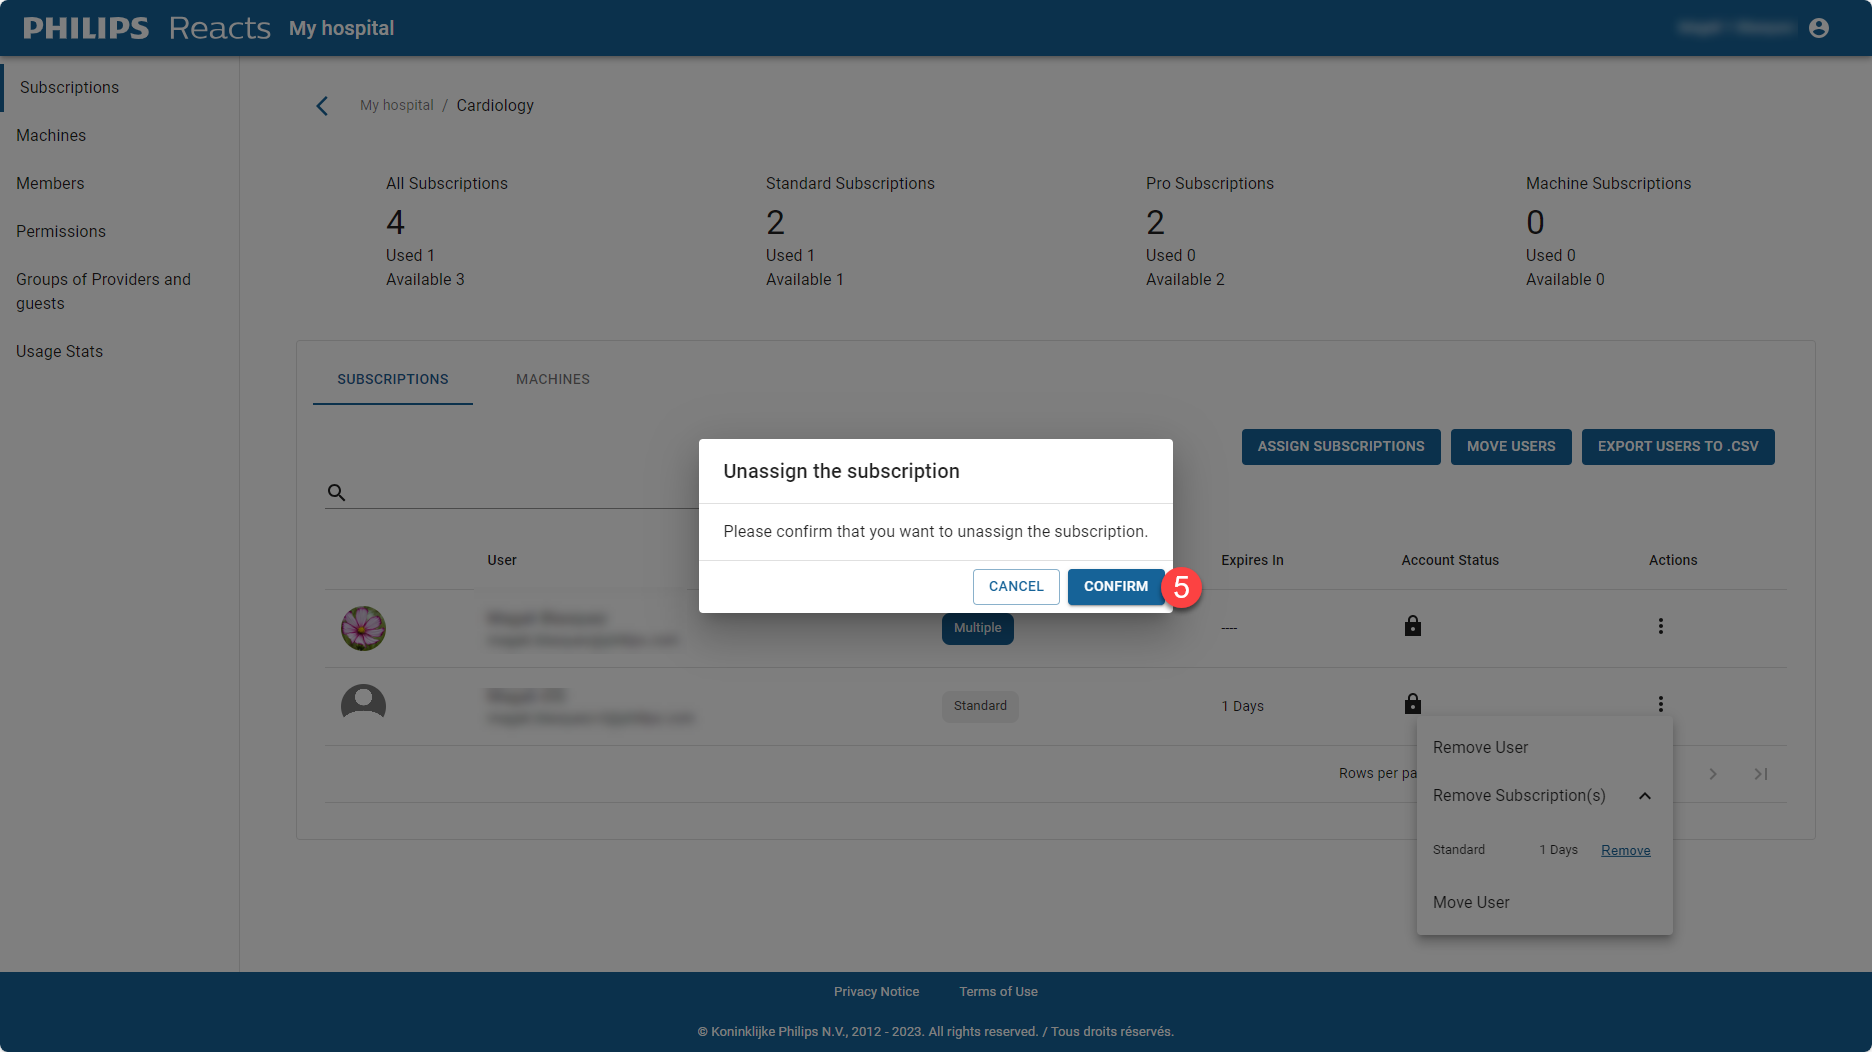 PHILIPS Reacts My hospital
Subscriptions
Machines
Members
Permissions
Groups of Providers and
guests
Usage Stats
My hospital / Cardiology
All Subscriptions
4
Used 1
Available 3
Standard Subscriptions
2
Used 1
Available 1
Pro Subscriptions
2
Used 0
Available 2
Machine Subscriptions
0
Used 0
Available 0
SUBSCRIPTIONS MACHINES
ASSIGN SUBSCRIPTIONS MOVE USERS EXPORT USERS TO .CSV
Unassign the subscription
Please confirm that you want to unassign the subscription.
CANCEL CONFIRM 5
User Expires In Account Status Actions
Multiple ----
Standard 1 Days
Rows per pa
Remove User
Remove Subscription(s)
Standard 1 Days Remove
Move User
Privacy Notice Terms of Use
© Koninklijke Philips N.V., 2012 - 2023. All rights reserved. / Tous droits réservés.